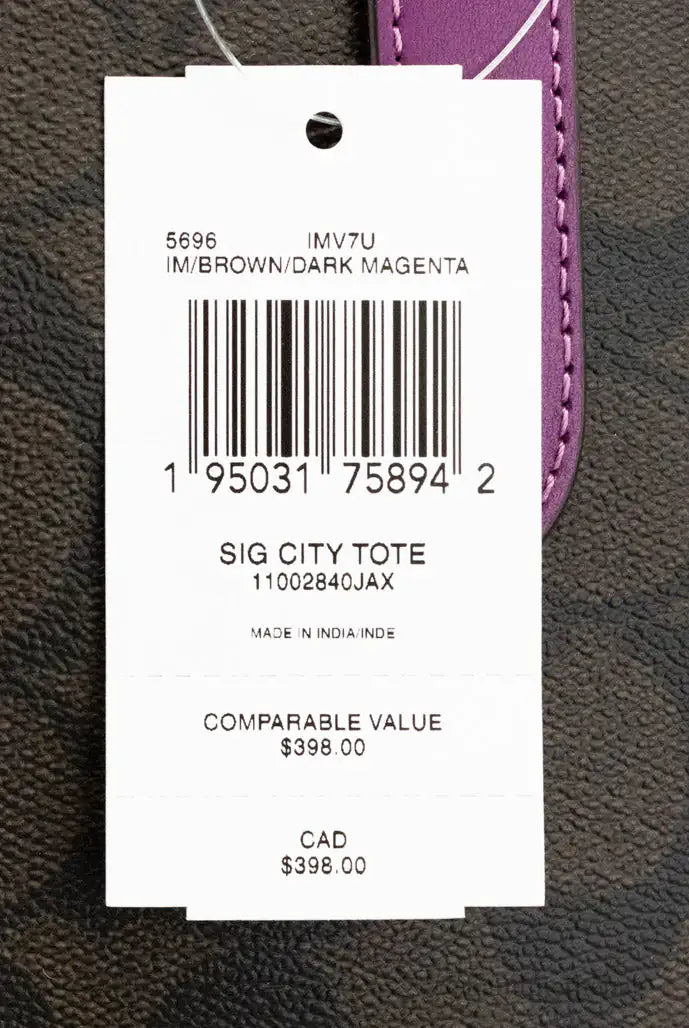 5696 IMV7U
IM/BROWN/DARK MAGENTA
1 95031 75894 2
SIG CITY TOTE
11002840JAX
MADE IN INDIA/INDE
COMPARABLE VALUE
$398.00
CAD
$398.00